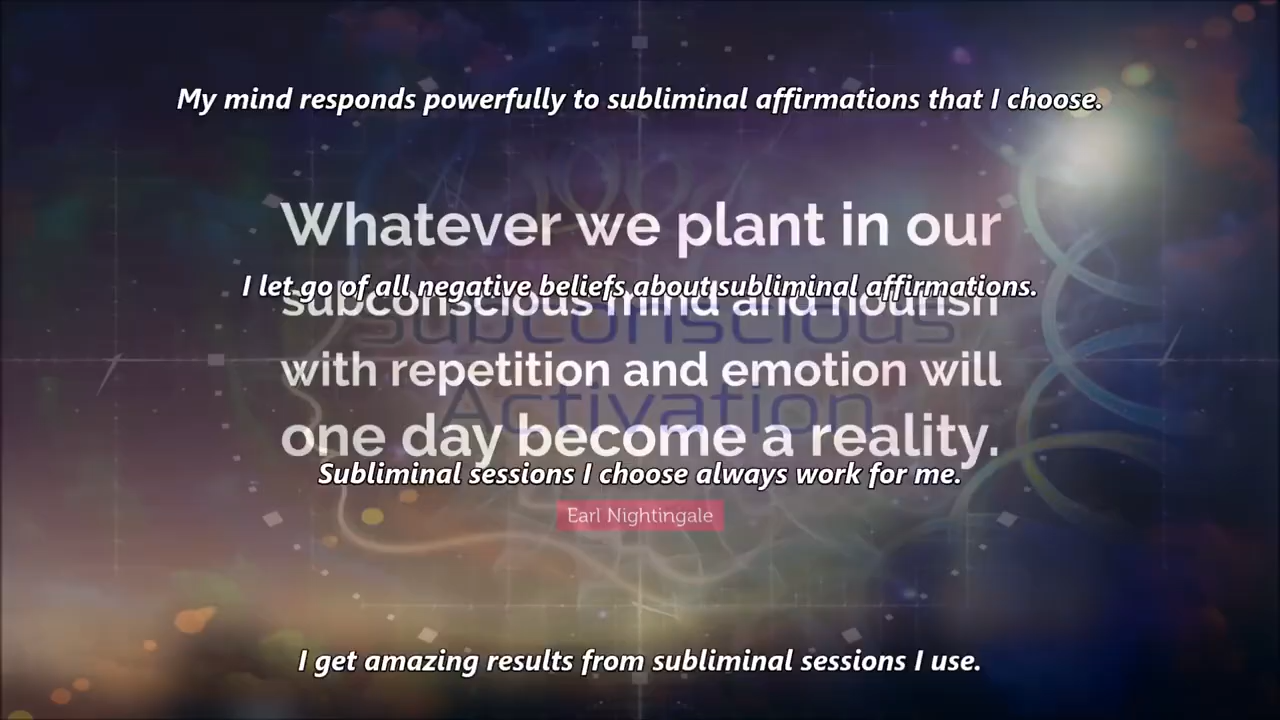 My mind responds powerfully to subliminal affirmations that I choose.
Whatever we plant in our
I let go of all negative beliefs about subliminal affirmations.
subconscious mind and nourish
Subconscious
with repetition and emotion will
Activation
one day become a reality.
Subliminal sessions I choose always work for me.
Earl Nightingale
I get amazing results from subliminal sessions I use.